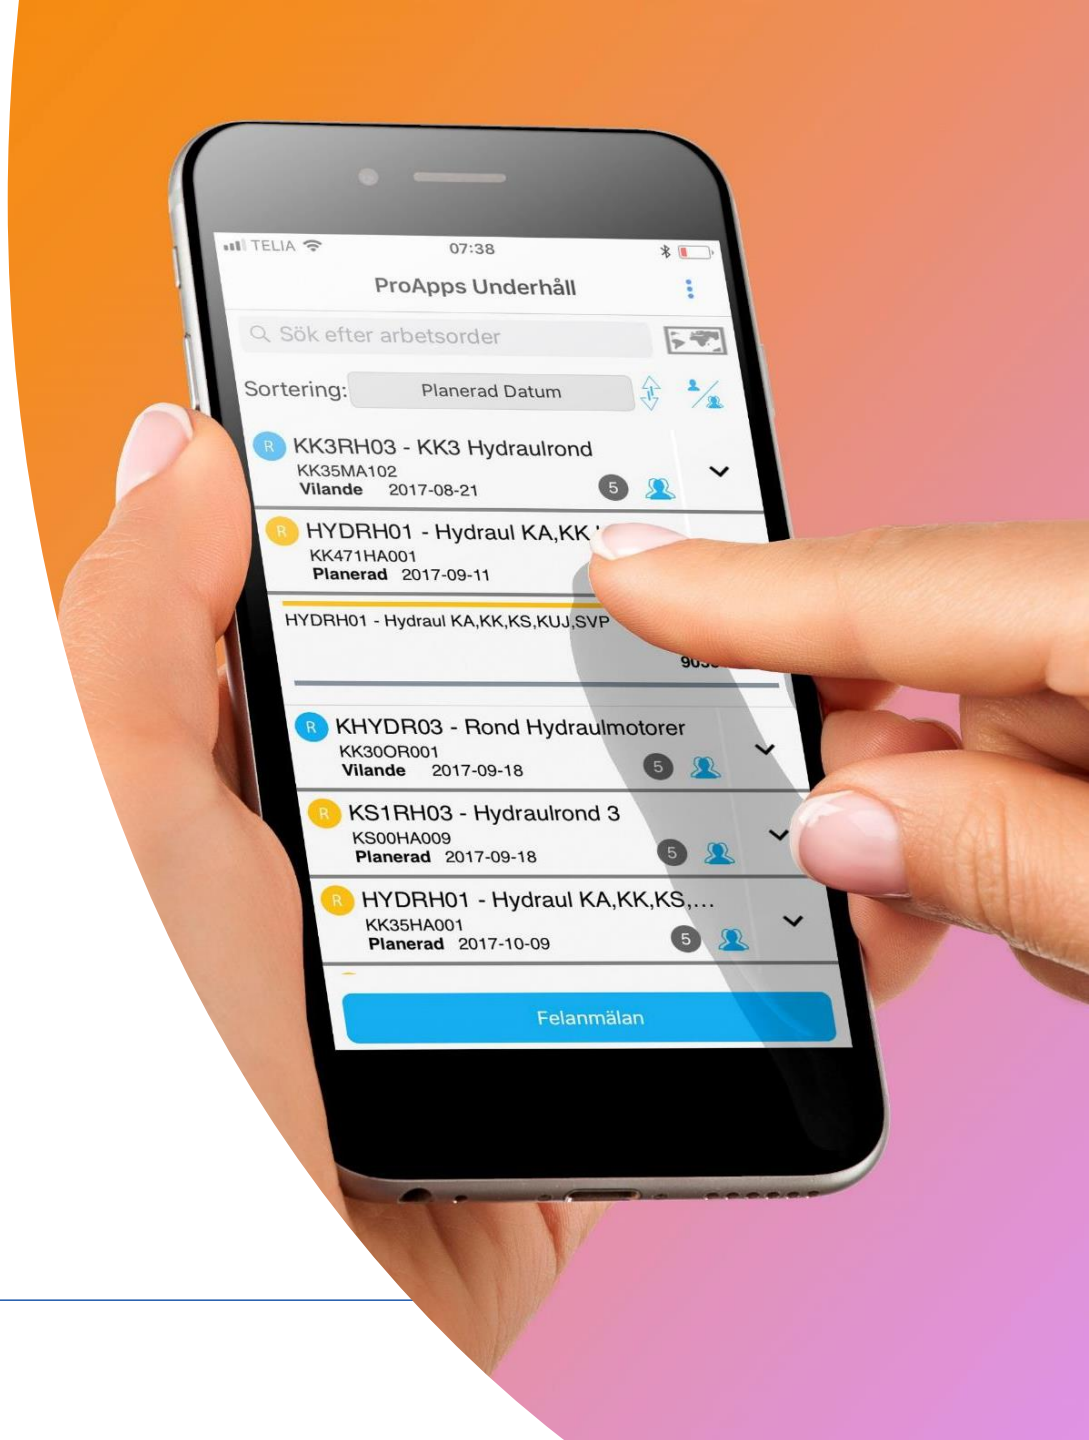 TELIA
07:38
ProApps Underhåll
Sök efter arbetsorder
Sortering: Planerad Datum
R KK3RH03 - KK3 Hydraulrond
KK35MA102
Vilande 2017-08-21 5
R HYDRH01 - Hydraul KA,KK
KK471HA001
Planerad 2017-09-11
HYDRH01 - Hydraul KA,KK,KS,KUJ,SVP
R KHYDR03 - Rond Hydraulmotorer
KK30OR001
Vilande 2017-09-18 5
R KS1RH03 - Hydraulrond 3
KS00HA009
Planerad 2017-09-18 5
R HYDRH01 - Hydraul KA,KK,KS,...
KK35HA001
Planerad 2017-10-09 5
Felanmälan